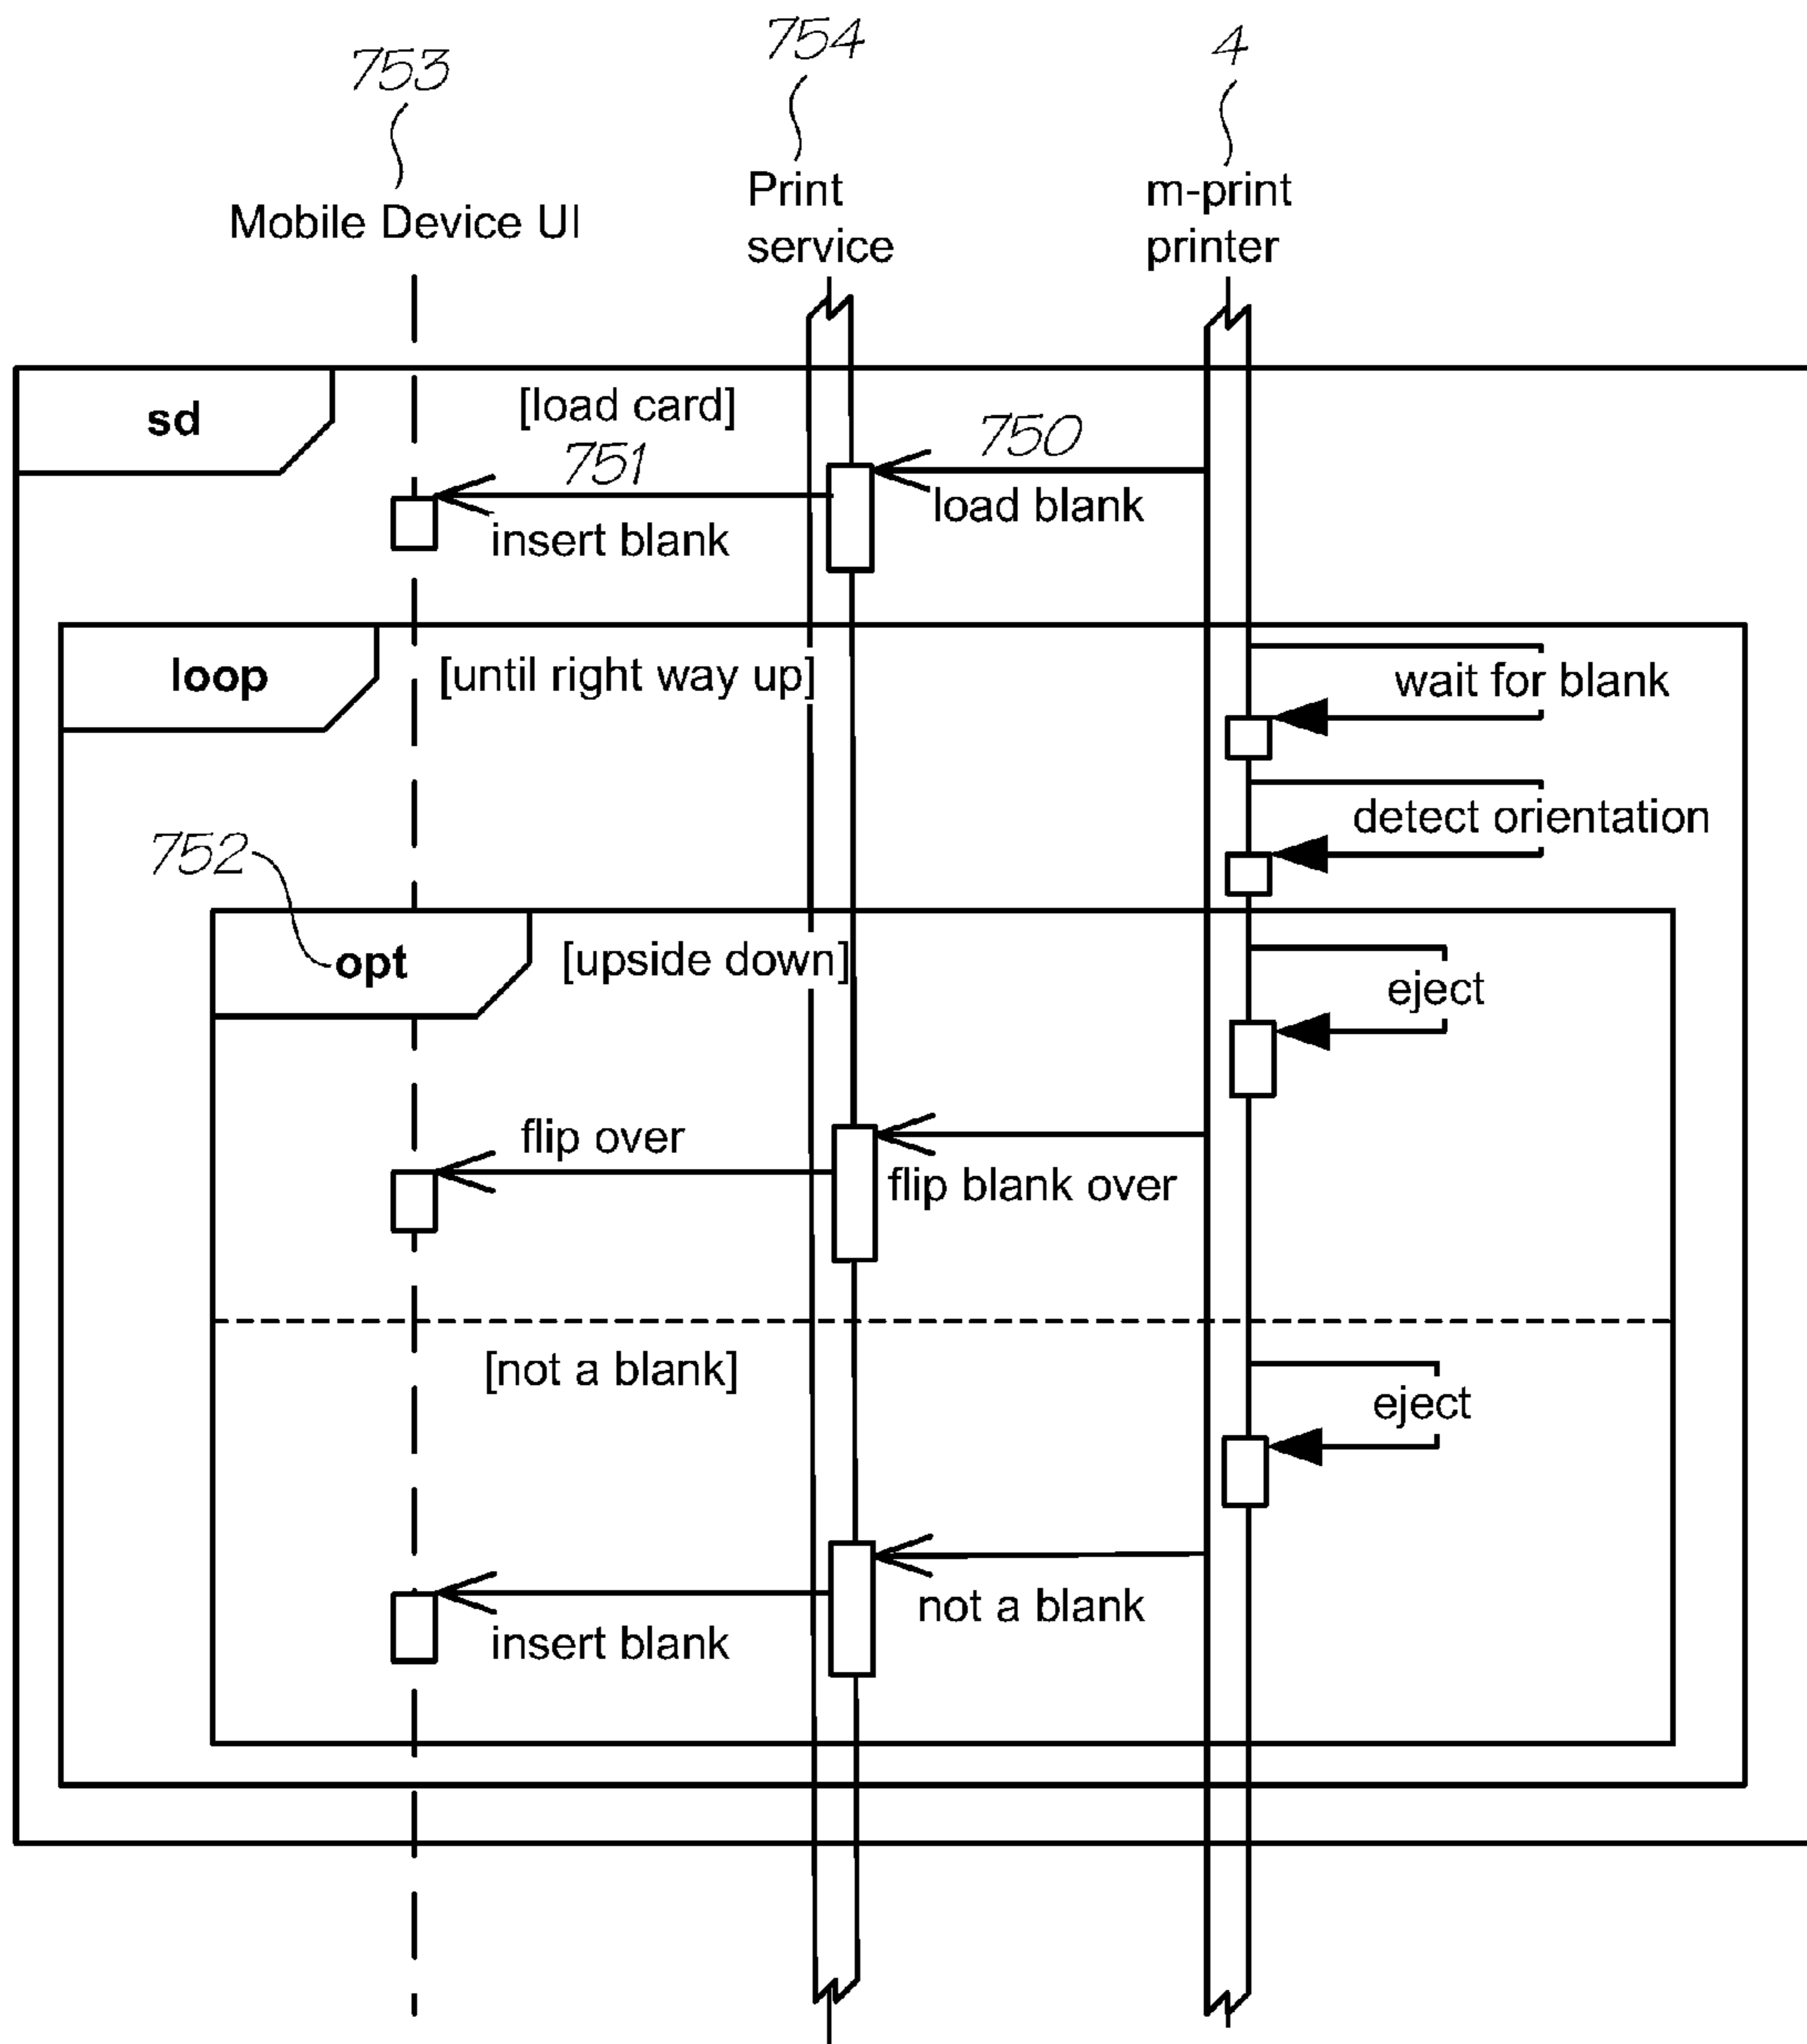 753
754
4
Mobile Device UI
Print
service
m-print
printer
sd
[load card]
750
751
load blank
insert blank
loop
[until right way up]
wait for blank
detect orientation
752
opt
[upside down]
eject
flip over
flip blank over
[not a blank]
eject
not a blank
insert blank